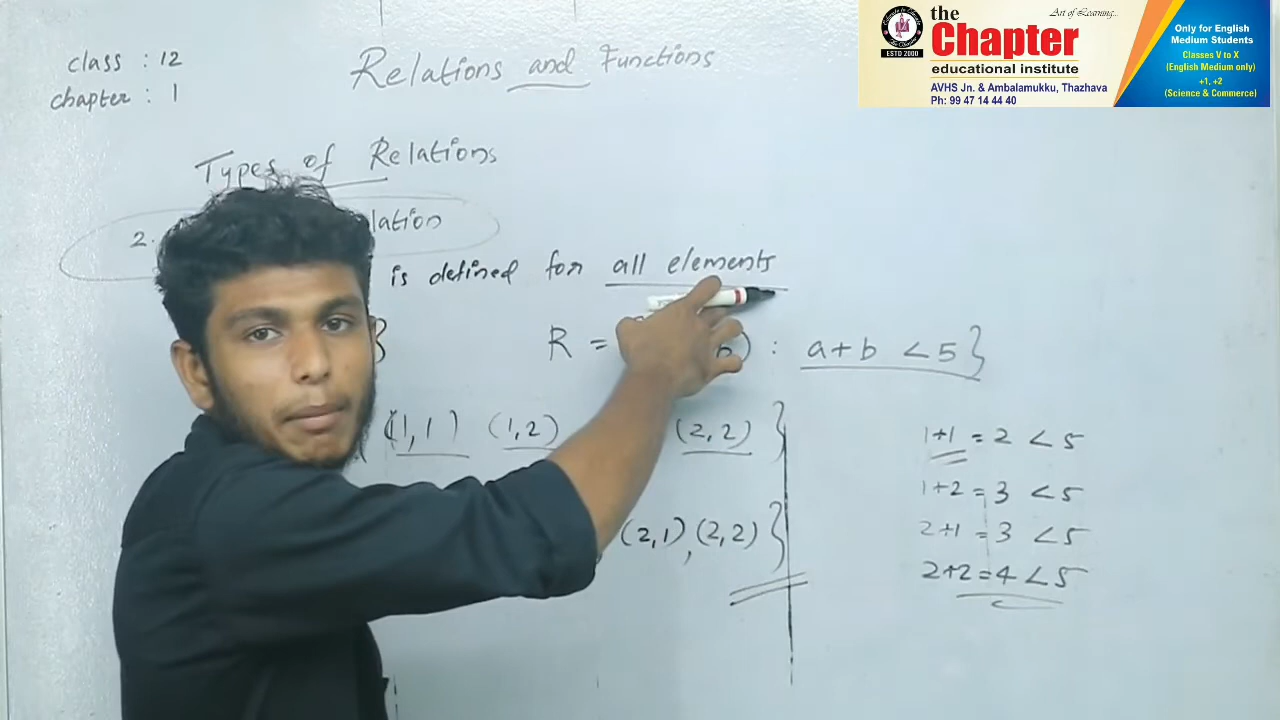 class : 12
chapter : 1
Relations and Functions
the
Art of Learning...
Chapter
ESTD 2000
educational institute
AVHS Jn. & Ambalamukku, Thazhava
Ph: 99 47 14 44 40
Only for English
Medium Students
Classes V to X
(English Medium only)
+1, +2
(Science & Commerce)
Types of Relations
2. lation
is defined for all elements
} R = b) : a+b <5}
{ (1,1) (1,2) (2,2) }
(2,1), (2,2) }
1+1 = 2 <5
1+2 = 3 <5
2+1 = 3 <5
2+2 = 4 <5